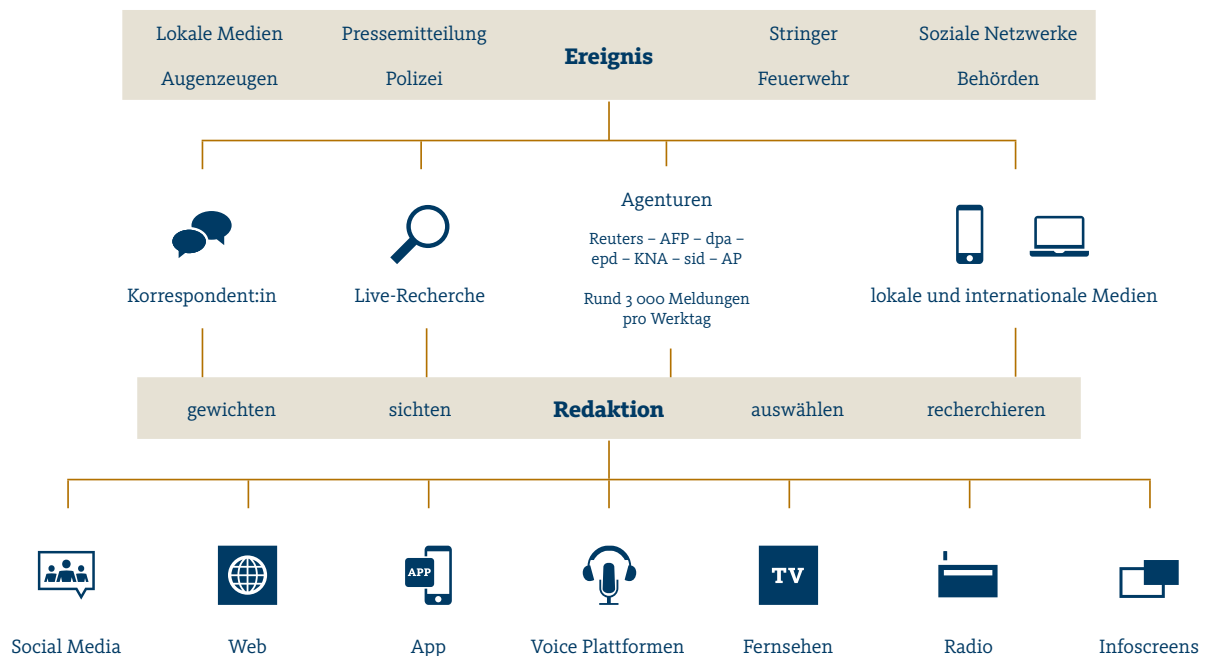 Lokale Medien
Pressemitteilung
Ereignis
Stringer
Soziale Netzwerke
Augenzeugen
Polizei
Feuerwehr
Behörden
Korrespondent:in
Live-Recherche
Agenturen
Reuters – AFP – dpa –
epd – KNA – sid – AP
Rund 3 000 Meldungen
pro Werktag
lokale und internationale Medien
gewichten
sichten
Redaktion
auswählen
recherchieren
APP
TV
Social Media
Web
App
Voice Plattformen
Fernsehen
Radio
Infoscreens